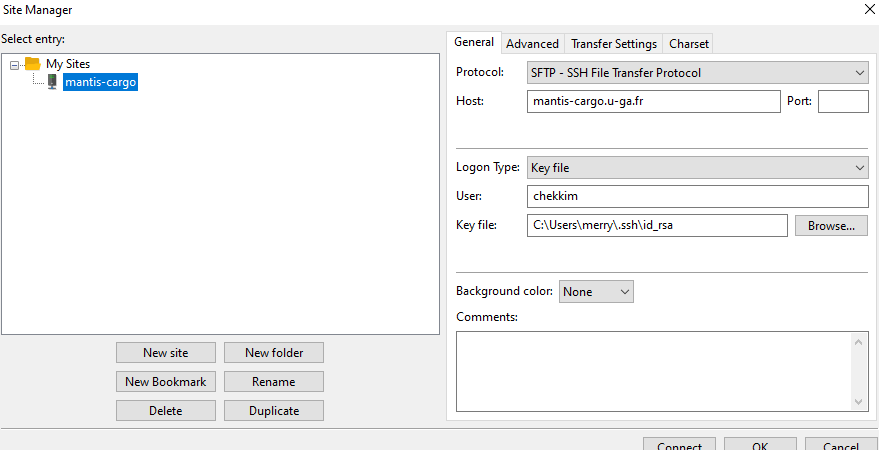 Site Manager
Select entry:
My Sites
mantis-cargo
New site
New folder
New Bookmark
Rename
Delete
Duplicate
General
Advanced
Transfer Settings
Charset
Protocol:
SFTP - SSH File Transfer Protocol
Host:
mantis-cargo.u-ga.fr
Port:
Logon Type:
Key file
User:
chekkim
Key file:
C:\Users\merry\.ssh\id_rsa
Browse...
Background color:
None
Comments:
Connect
OK
Cancel